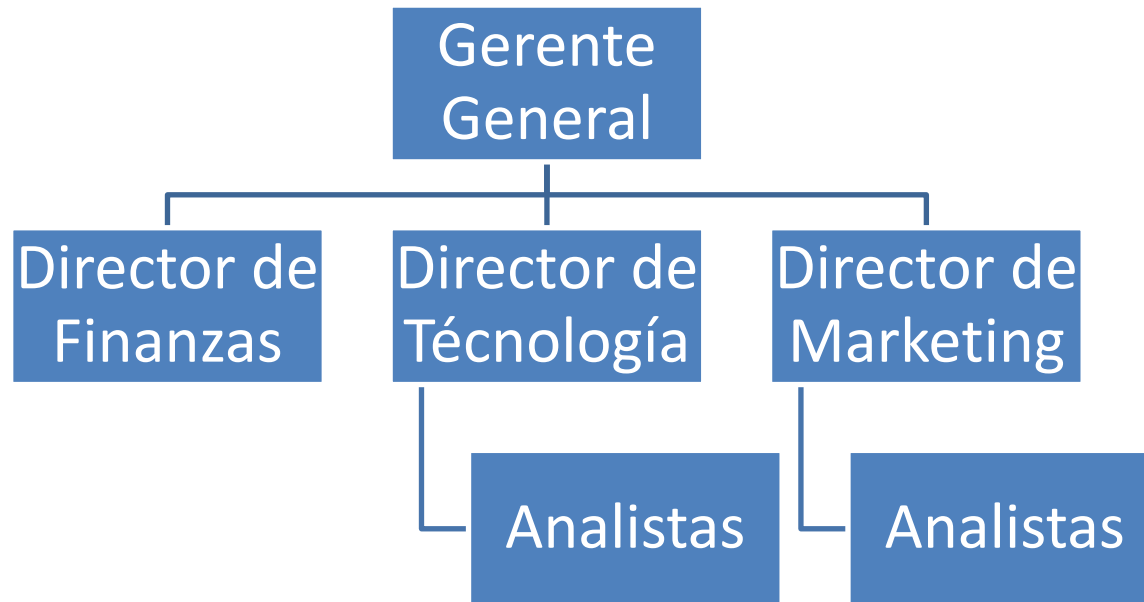 Gerente
General
Director de
Finanzas
Director de
Técnología
Director de
Marketing
Analistas
Analistas